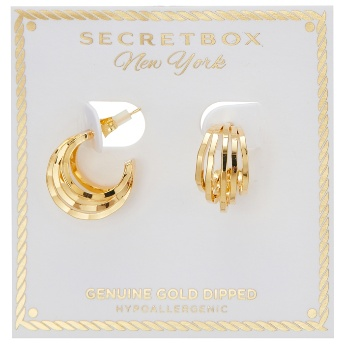 SECRETBOX
New York
GENUINE GOLD DIPPED
HYPOALLERGENIC